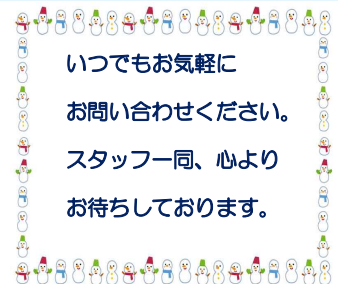 いつでもお気軽に
お問い合わせください。
スタッフ一同、心より
お待ちしております。